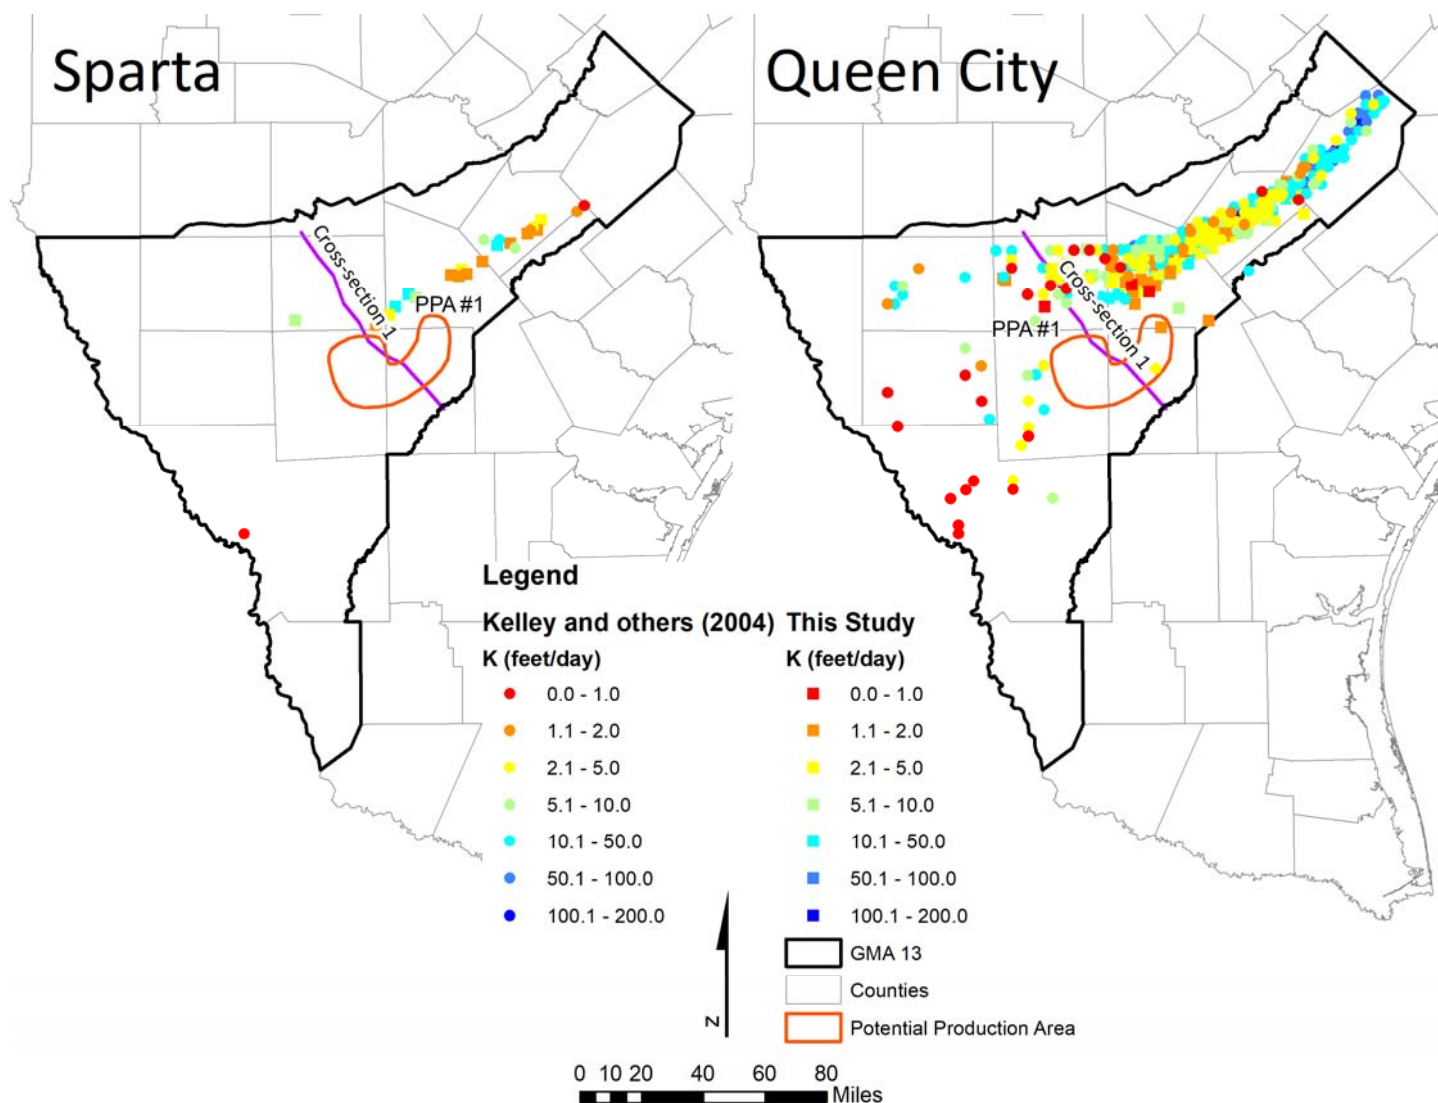 Sparta
Queen City
Cross-section 1
PPA #1
Cross-section 1
PPA #1
Legend
Kelley and others (2004)
K (feet/day)
0.0 - 1.0
1.1 - 2.0
2.1 - 5.0
5.1 - 10.0
10.1 - 50.0
50.1 - 100.0
100.1 - 200.0
This Study
K (feet/day)
0.0 - 1.0
1.1 - 2.0
2.1 - 5.0
5.1 - 10.0
10.1 - 50.0
50.1 - 100.0
100.1 - 200.0
GMA 13
Counties
Potential Production Area
N
0 10 20 40 60 80
Miles